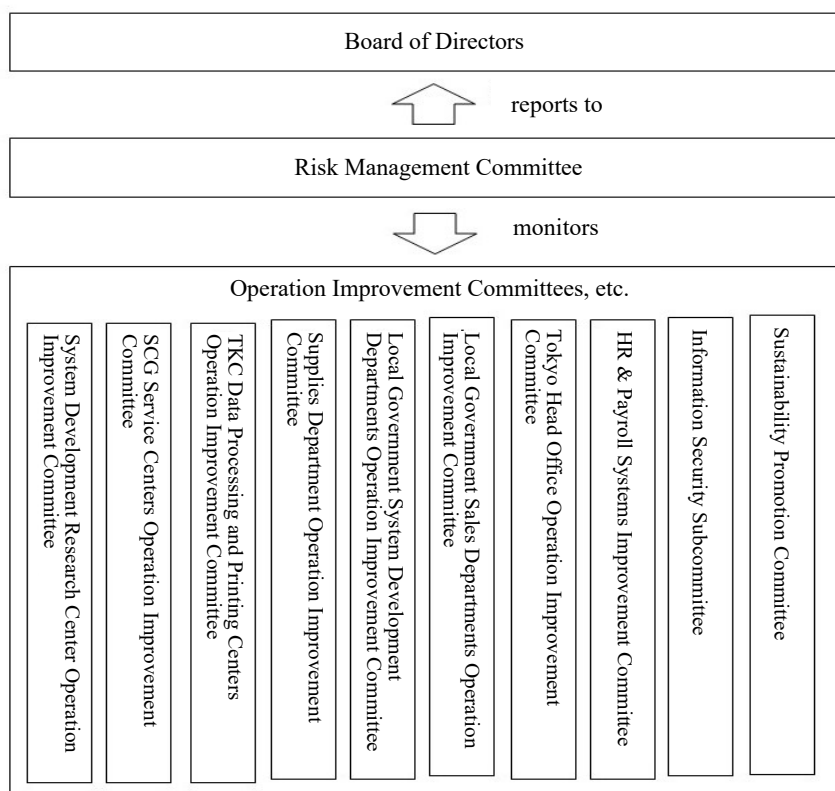 Board of Directors
reports to
Risk Management Committee
monitors
Operation Improvement Committees, etc.
System Development Research Center Operation
Improvement Committee
SCG Service Centers Operation Improvement
Committee
TKC Data Processing and Printing Centers
Operation Improvement Committee
Supplies Department Operation Improvement
Committee
Local Government System Development
Departments Operation Improvement Committee
Local Government Sales Departments Operation
Improvement Committee
Tokyo Head Office Operation Improvement
Committee
HR & Payroll Systems Improvement Committee
Information Security Subcommittee
Sustainability Promotion Committee